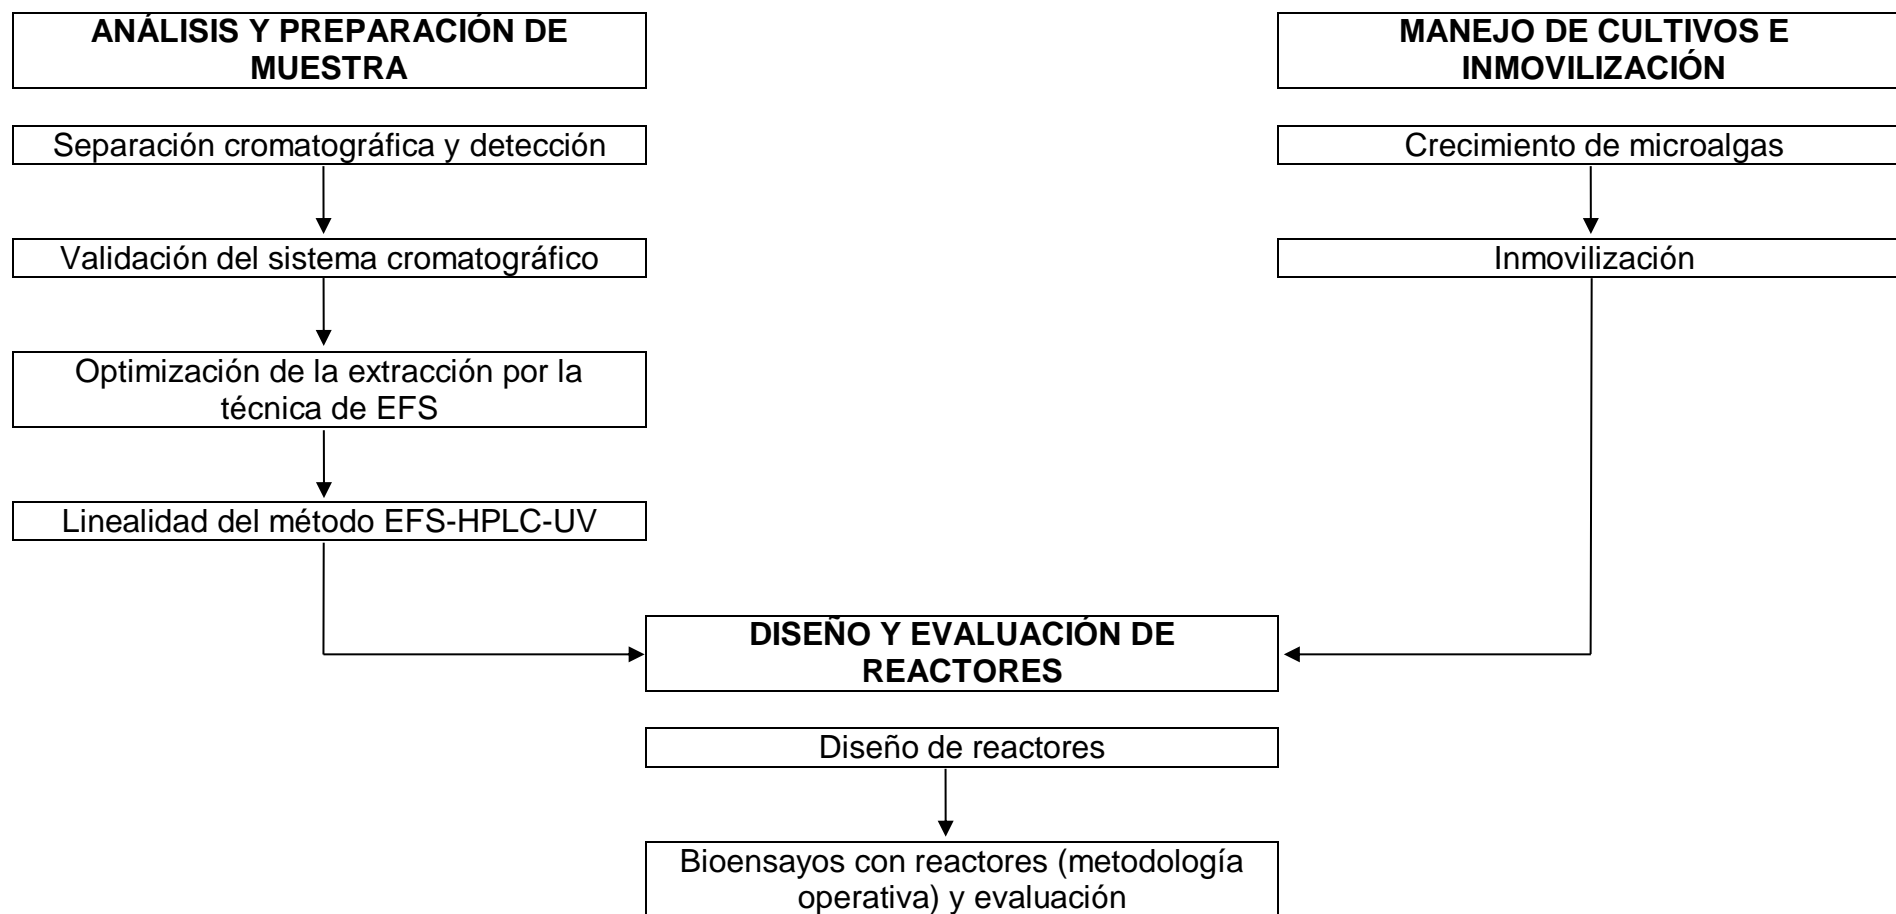 ANÁLISIS Y PREPARACIÓN DE
MUESTRA
Separación cromatográfica y detección
Validación del sistema cromatográfico
Optimización de la extracción por la
técnica de EFS
Linealidad del método EFS-HPLC-UV
MANEJO DE CULTIVOS E
INMOVILIZACIÓN
Crecimiento de microalgas
Inmovilización
DISEÑO Y EVALUACIÓN DE
REACTORES
Diseño de reactores
Bioensayos con reactores (metodología
operativa) y evaluación